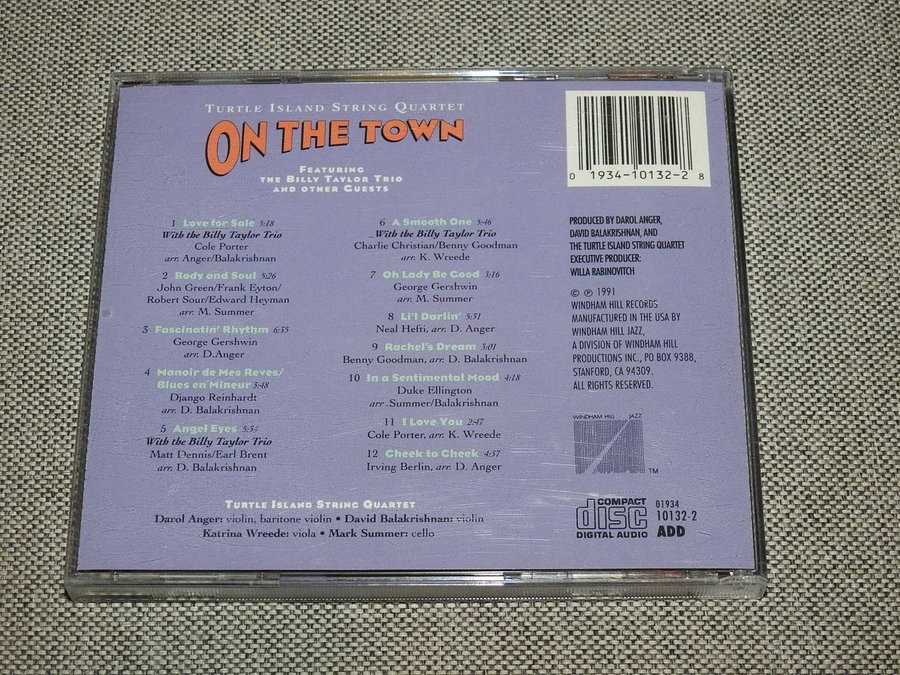 TURTLE ISLAND STRING QUARTET
ON THE TOWN
FEATURING
THE BILLY TAYLOR TRIO
AND OTHER GUESTS
1 Love for Sale 5:18
With the Billy Taylor Trio
Cole Porter
arr. Anger/Balakrishnan
2 Body and Soul 5:26
John Green/Frank Eyton/
Robert Sour/Edward Heyman
arr. M. Summer
3 Fascinatin' Rhythm 6:35
George Gershwin
arr. D.Anger
4 Manoir de Mes Reves/
Blues en Mineur 3:48
Django Reinhardt
arr. D. Balakrishnan
5 Angel Eyes 5:34
With the Billy Taylor Trio
Matt Dennis/Earl Brent
arr. D. Balakrishnan
6 A Smooth One 5:46
With the Billy Taylor Trio
Charlie Christian/Benny Goodman
arr. K. Wreede
7 Oh Lady Be Good 3:16
George Gershwin
arr. M. Summer
8 Li'l Darlin' 5:31
Neal Hefti, arr. D. Anger
9 Rachel's Dream 3:01
Benny Goodman, arr. D. Balakrishnan
10 In a Sentimental Mood 4:18
Duke Ellington
arr .Summer/Balakrishnan
11 I Love You 2:47
Cole Porter, arr. K. Wreede
12 Cheek to Cheek 4:37
Irving Berlin, arr. D. Anger
TURTLE ISLAND STRING QUARTET
Darol Anger: violin, baritone violin • David Balakrishnan: violin
Katrina Wreede: viola • Mark Summer: cello
0 1934-10132-2 8
PRODUCED BY DAROL ANGER,
DAVID BALAKRISHNAN, AND
THE TURTLE ISLAND STRING QUARTET
EXECUTIVE PRODUCER:
WILLA RABINOVITCH
© ℗ 1991
WINDHAM HILL RECORDS
MANUFACTURED IN THE USA BY
WINDHAM HILL JAZZ,
A DIVISION OF WINDHAM HILL
PRODUCTIONS INC., PO BOX 9388,
STANFORD, CA 94309.
ALL RIGHTS RESERVED.
WINDHAM HILL JAZZ
TM
COMPACT
disc
DIGITAL AUDIO
01934
10132-2
ADD